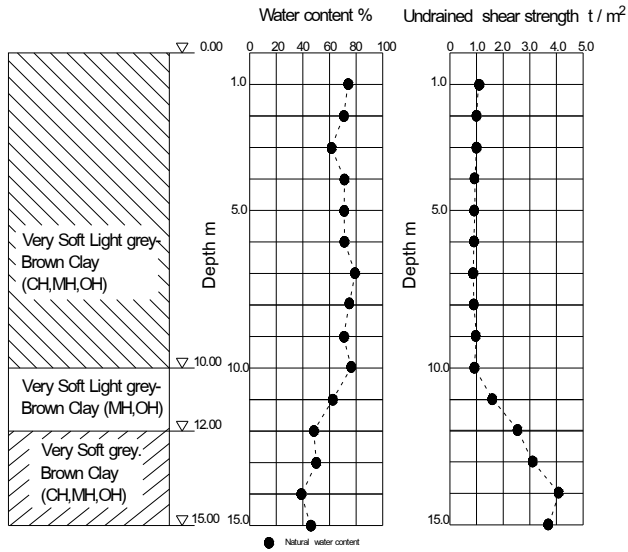 Water content %
Undrained shear strength t / m²
0.00
0 20 40 60 80 100
0 1.0 2.0 3.0 4.0 5.0
1.0
1.0
5.0
5.0
Depth m
Depth m
Very Soft Light grey-
Brown Clay
(CH,MH,OH)
10.00
10.0
10.0
Very Soft Light grey-
Brown Clay (MH,OH)
12.00
Very Soft grey.
Brown Clay
(CH,MH,OH)
15.00
15.0
15.0
Natural water content